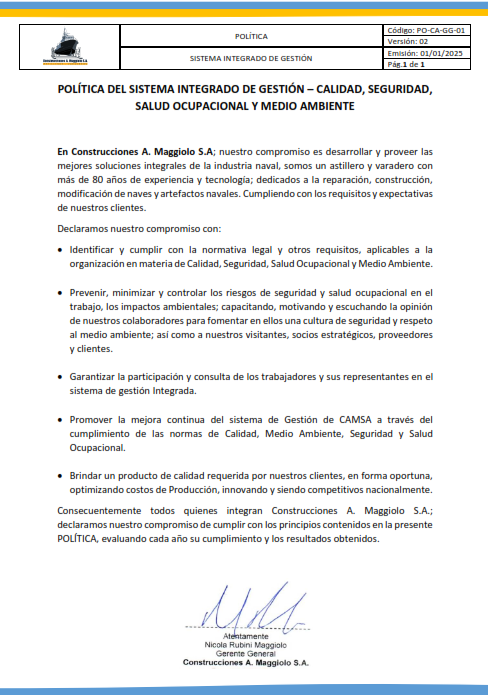 Construcciones A. Maggiolo S.A.
POLÍTICA
SISTEMA INTEGRADO DE GESTIÓN
Código: PO-CA-GG-01
Versión: 02
Emisión: 01/01/2025
Pág.1 de 1
POLÍTICA DEL SISTEMA INTEGRADO DE GESTIÓN – CALIDAD, SEGURIDAD,
SALUD OCUPACIONAL Y MEDIO AMBIENTE
En Construcciones A. Maggiolo S.A; nuestro compromiso es desarrollar y proveer las
mejores soluciones integrales de la industria naval, somos un astillero y varadero con
más de 80 años de experiencia y tecnología; dedicados a la reparación, construcción,
modificación de naves y artefactos navales. Cumpliendo con los requisitos y expectativas
de nuestros clientes.
Declaramos nuestro compromiso con:
• Identificar y cumplir con la normativa legal y otros requisitos, aplicables a la
organización en materia de Calidad, Seguridad, Salud Ocupacional y Medio Ambiente.
• Prevenir, minimizar y controlar los riesgos de seguridad y salud ocupacional en el
trabajo, los impactos ambientales; capacitando, motivando y escuchando la opinión
de nuestros colaboradores para fomentar en ellos una cultura de seguridad y respeto
al medio ambiente; así como a nuestros visitantes, socios estratégicos, proveedores
y clientes.
• Garantizar la participación y consulta de los trabajadores y sus representantes en el
sistema de gestión Integrada.
• Promover la mejora continua del sistema de Gestión de CAMSA a través del
cumplimiento de las normas de Calidad, Medio Ambiente, Seguridad y Salud
Ocupacional.
• Brindar un producto de calidad requerida por nuestros clientes, en forma oportuna,
optimizando costos de Producción, innovando y siendo competitivos nacionalmente.
Consecuentemente todos quienes integran Construcciones A. Maggiolo S.A.;
declaramos nuestro compromiso de cumplir con los principios contenidos en la presente
POLÍTICA, evaluando cada año su cumplimiento y los resultados obtenidos.
Atentamente
Nicola Rubini Maggiolo
Gerente General
Construcciones A. Maggiolo S.A.